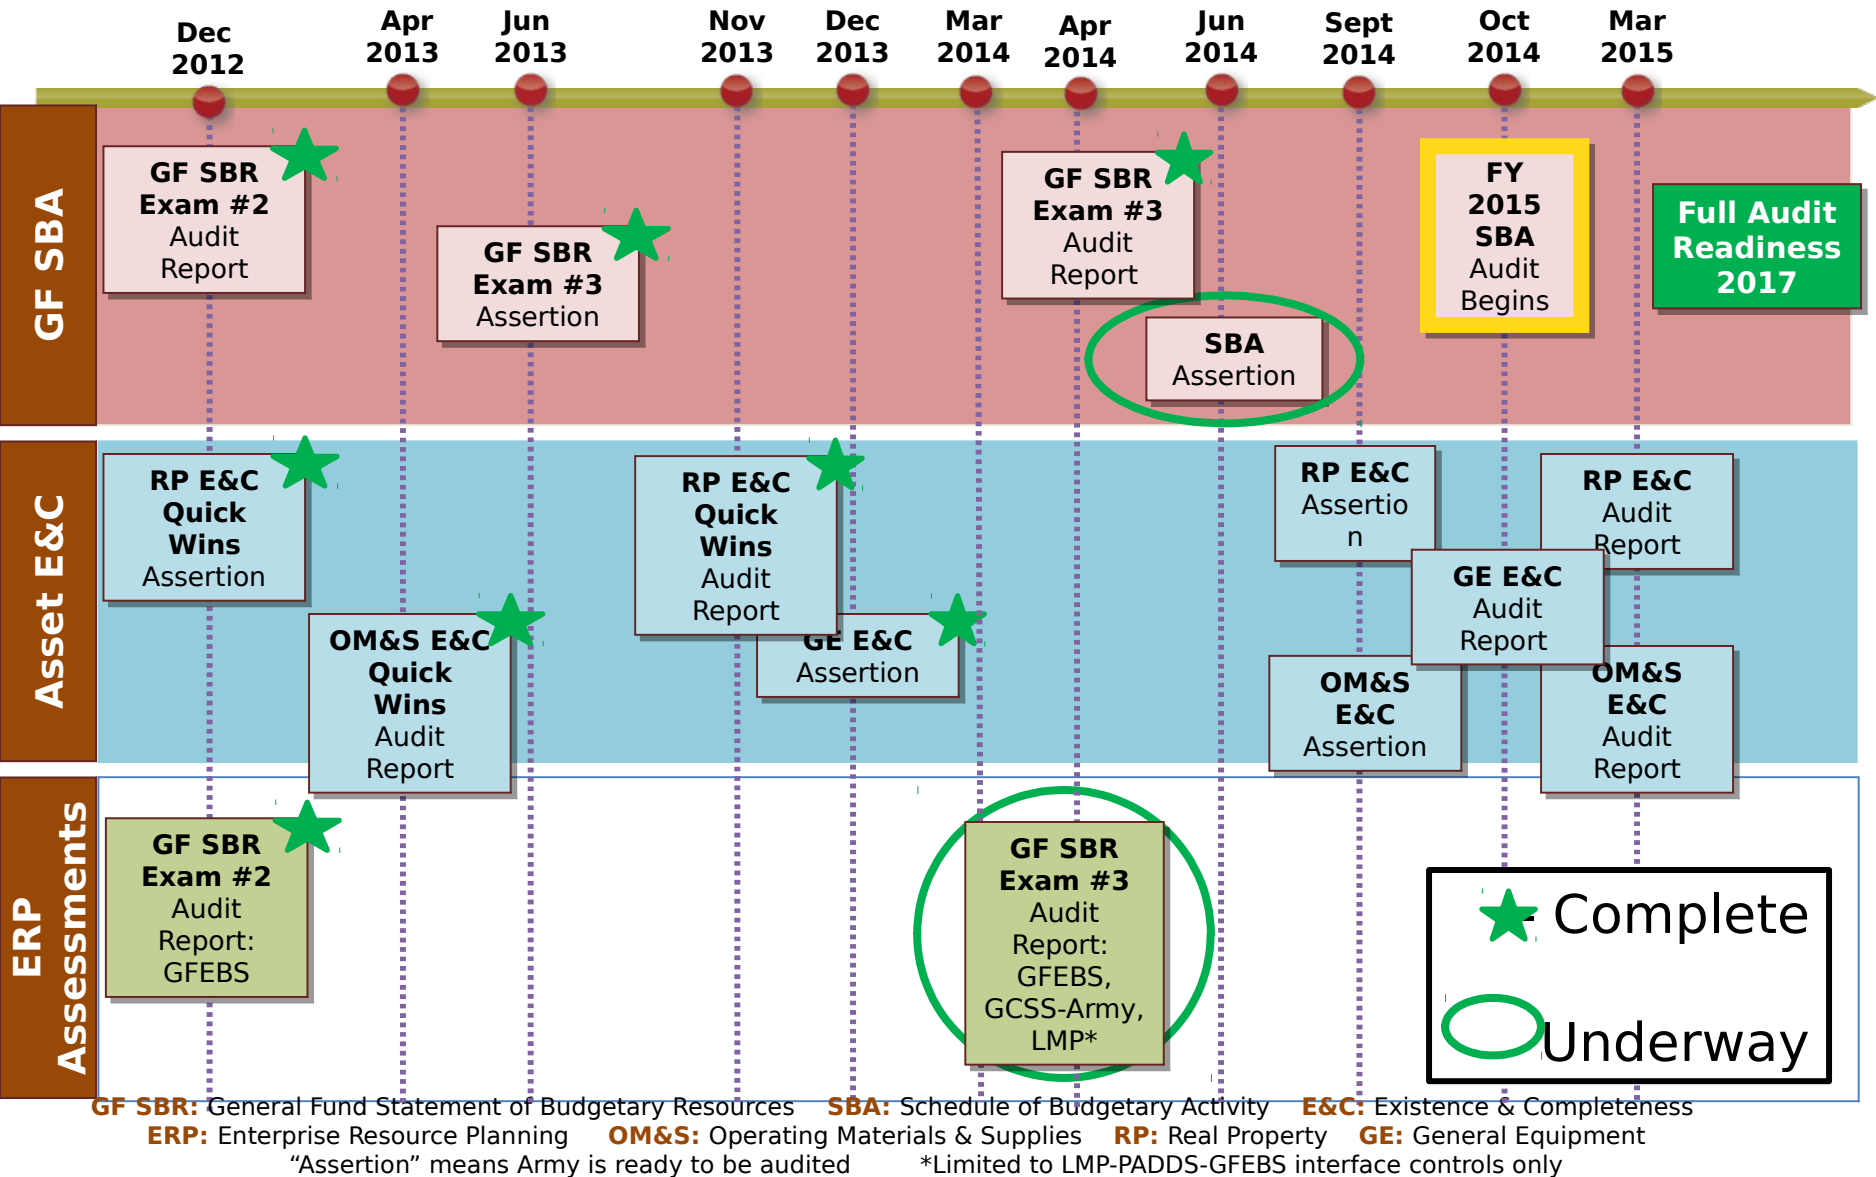 Dec
2012
Apr
2013
Jun
2013
Nov
2013
Dec
2013
Mar
2014
Apr
2014
Jun
2014
Sept
2014
Oct
2014
Mar
2015
GF SBA
GF SBR
Exam #2
Audit
Report
GF SBR
Exam #3
Assertion
GF SBR
Exam #3
Audit
Report
SBA
Assertion
FY
2015
SBA
Audit
Begins
Full Audit
Readiness
2017
Asset E&C
RP E&C
Quick
Wins
Assertion
OM&S E&C
Quick
Wins
Audit
Report
RP E&C
Quick
Wins
Audit
Report
GE E&C
Assertion
RP E&C
Assertio
n
OM&S
E&C
Assertion
GE E&C
Audit
Report
RP E&C
Audit
Report
OM&S
E&C
Audit
Report
ERP
Assessments
GF SBR
Exam #2
Audit
Report:
GFEBS
GF SBR
Exam #3
Audit
Report:
GFEBS,
GCSS-Army,
LMP*
- Complete
Underway
GF SBR: General Fund Statement of Budgetary Resources SBA: Schedule of Budgetary Activity E&C: Existence & Completeness
ERP: Enterprise Resource Planning OM&S: Operating Materials & Supplies RP: Real Property GE: General Equipment
“Assertion” means Army is ready to be audited *Limited to LMP-PADDS-GFEBS interface controls only